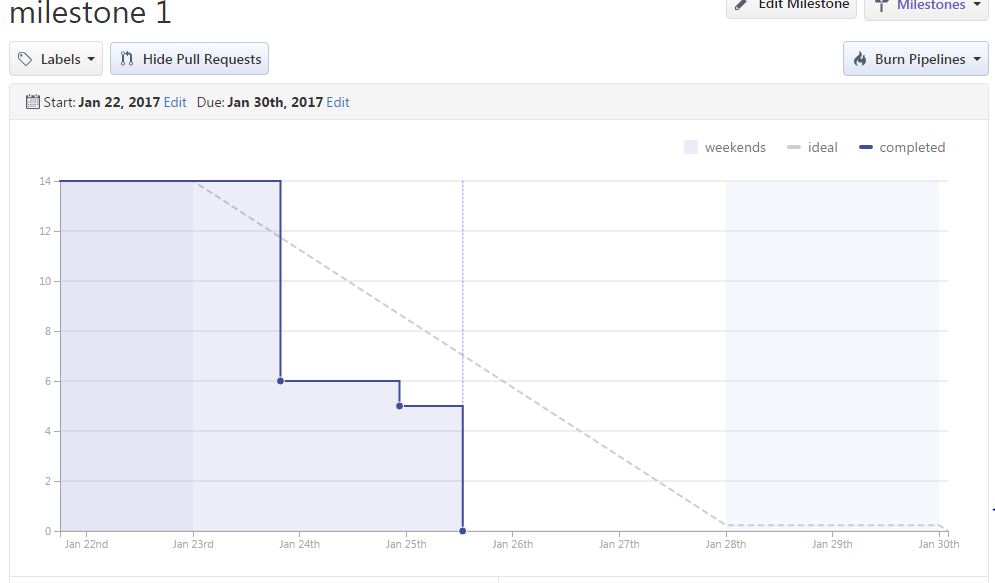 milestone 1
Edit Milestone
Milestones
Labels
Hide Pull Requests
Burn Pipelines
Start: Jan 22, 2017 Edit Due: Jan 30th, 2017 Edit
weekends ideal completed
14
12
10
8
6
4
2
0
Jan 22nd Jan 23rd Jan 24th Jan 25th Jan 26th Jan 27th Jan 28th Jan 29th Jan 30th